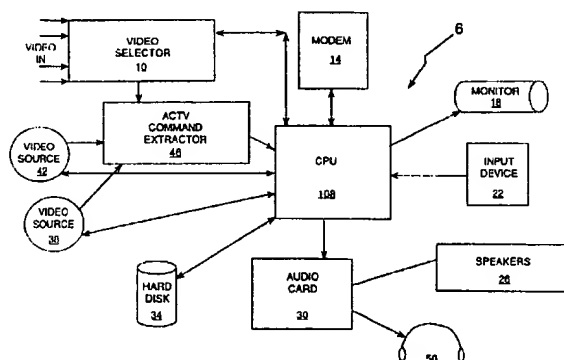 VIDEO
IN
VIDEO
SELECTOR
10
MODEM
14
6
MONITOR
18
ACTV
COMMAND
EXTRACTOR
46
VIDEO
SOURCE
42
CPU
108
INPUT
DEVICE
22
VIDEO
SOURCE
38
HARD
DISK
34
AUDIO
CARD
30
SPEAKERS
26
50